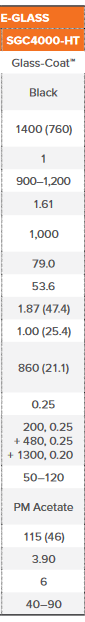 E-GLASS
SGC4000-HT
Glass-Coat™
Black
1400 (760)
1
900–1,200
1.61
1,000
79.0
53.6
1.87 (47.4)
1.00 (25.4)
860 (21.1)
0.25
200, 0.25
+ 480, 0.25
+ 1300, 0.20
50–120
PM Acetate
115 (46)
3.90
6
40–90